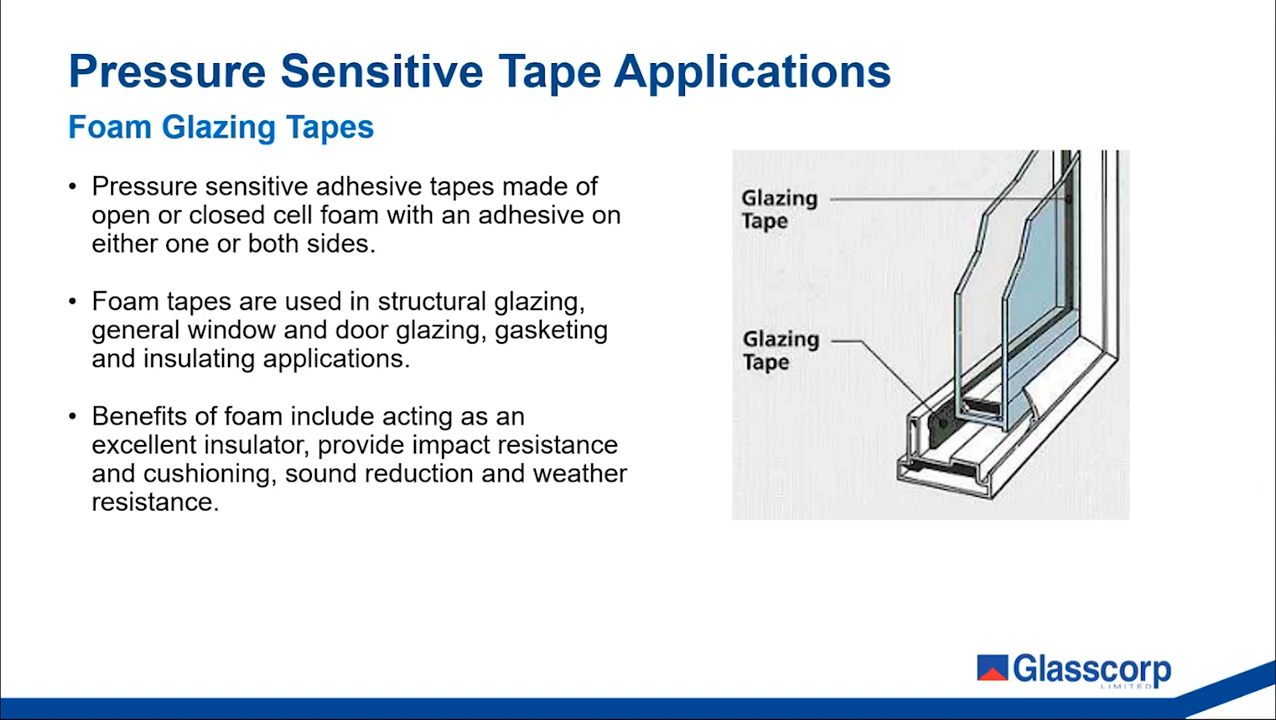 Pressure Sensitive Tape Applications
Foam Glazing Tapes
• Pressure sensitive adhesive tapes made of
open or closed cell foam with an adhesive on
either one or both sides.
• Foam tapes are used in structural glazing,
general window and door glazing, gasketing
and insulating applications.
• Benefits of foam include acting as an
excellent insulator, provide impact resistance
and cushioning, sound reduction and weather
resistance.
Glazing
Tape
Glazing
Tape
Glasscorp
LIMITED